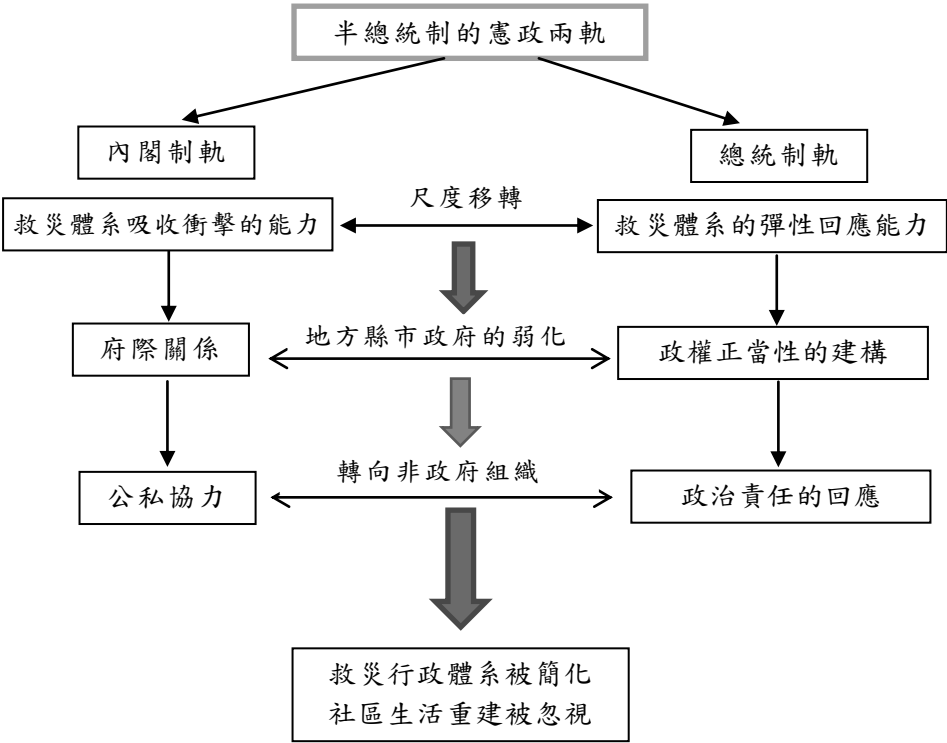 半總統制的憲政兩軌
內閣制軌
總統制軌
尺度移轉
救災體系吸收衝擊的能力
救災體系的彈性回應能力
地方縣市政府的弱化
府際關係
政權正當性的建構
轉向非政府組織
公私協力
政治責任的回應
救災行政體系被簡化
社區生活重建被忽視